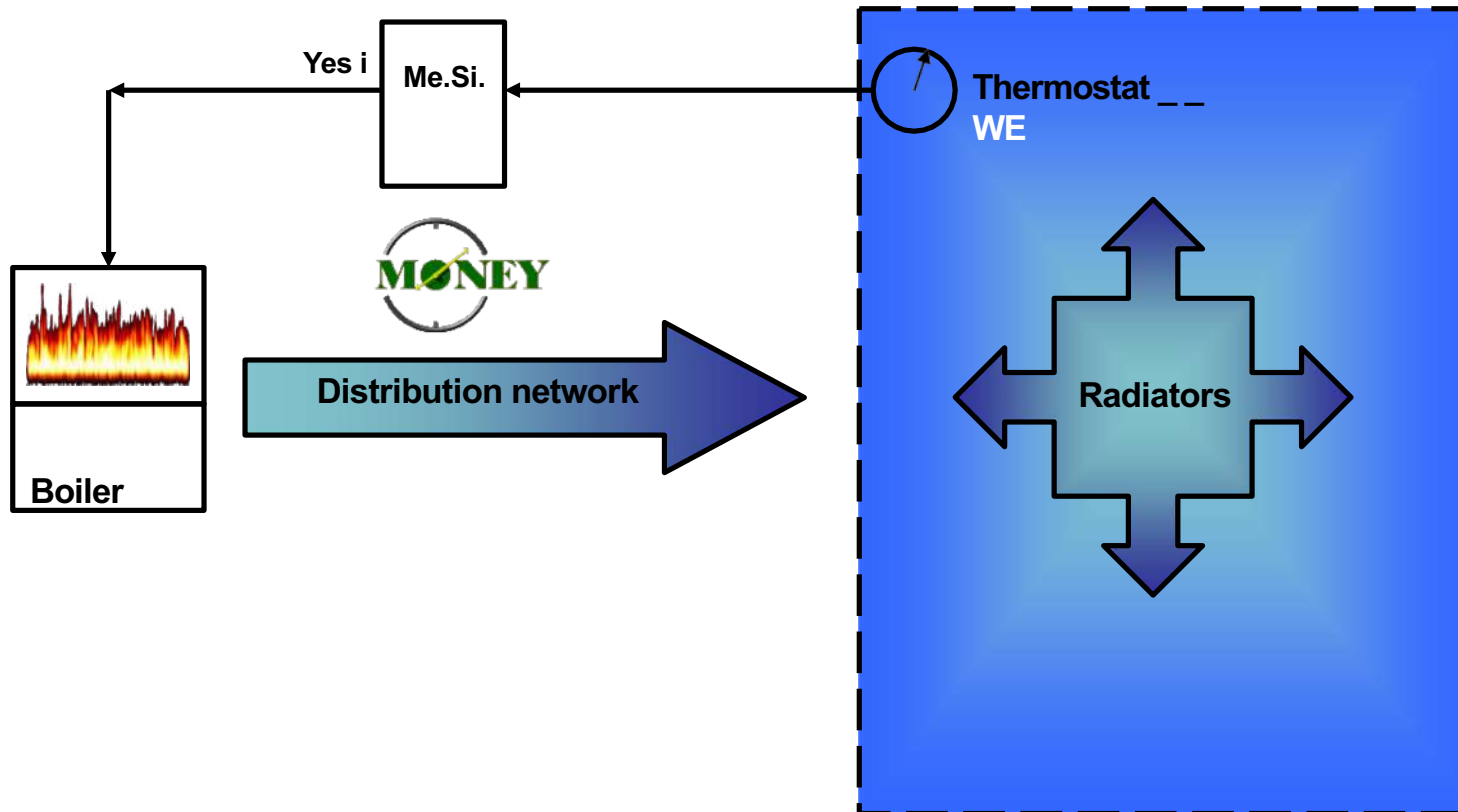 Yes i
Me.Si.
Thermostat _ _
WE
MONEY
Distribution network
Radiators
Boiler